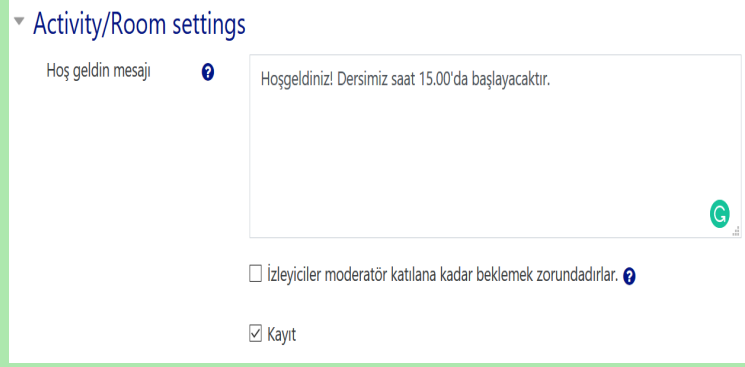 Activity/Room settings
Hoş geldin mesajı
Hoşgeldiniz! Dersimiz saat 15.00'da başlayacaktır.
İzleyiciler moderatör katılana kadar beklemek zorundadırlar.
Kayıt